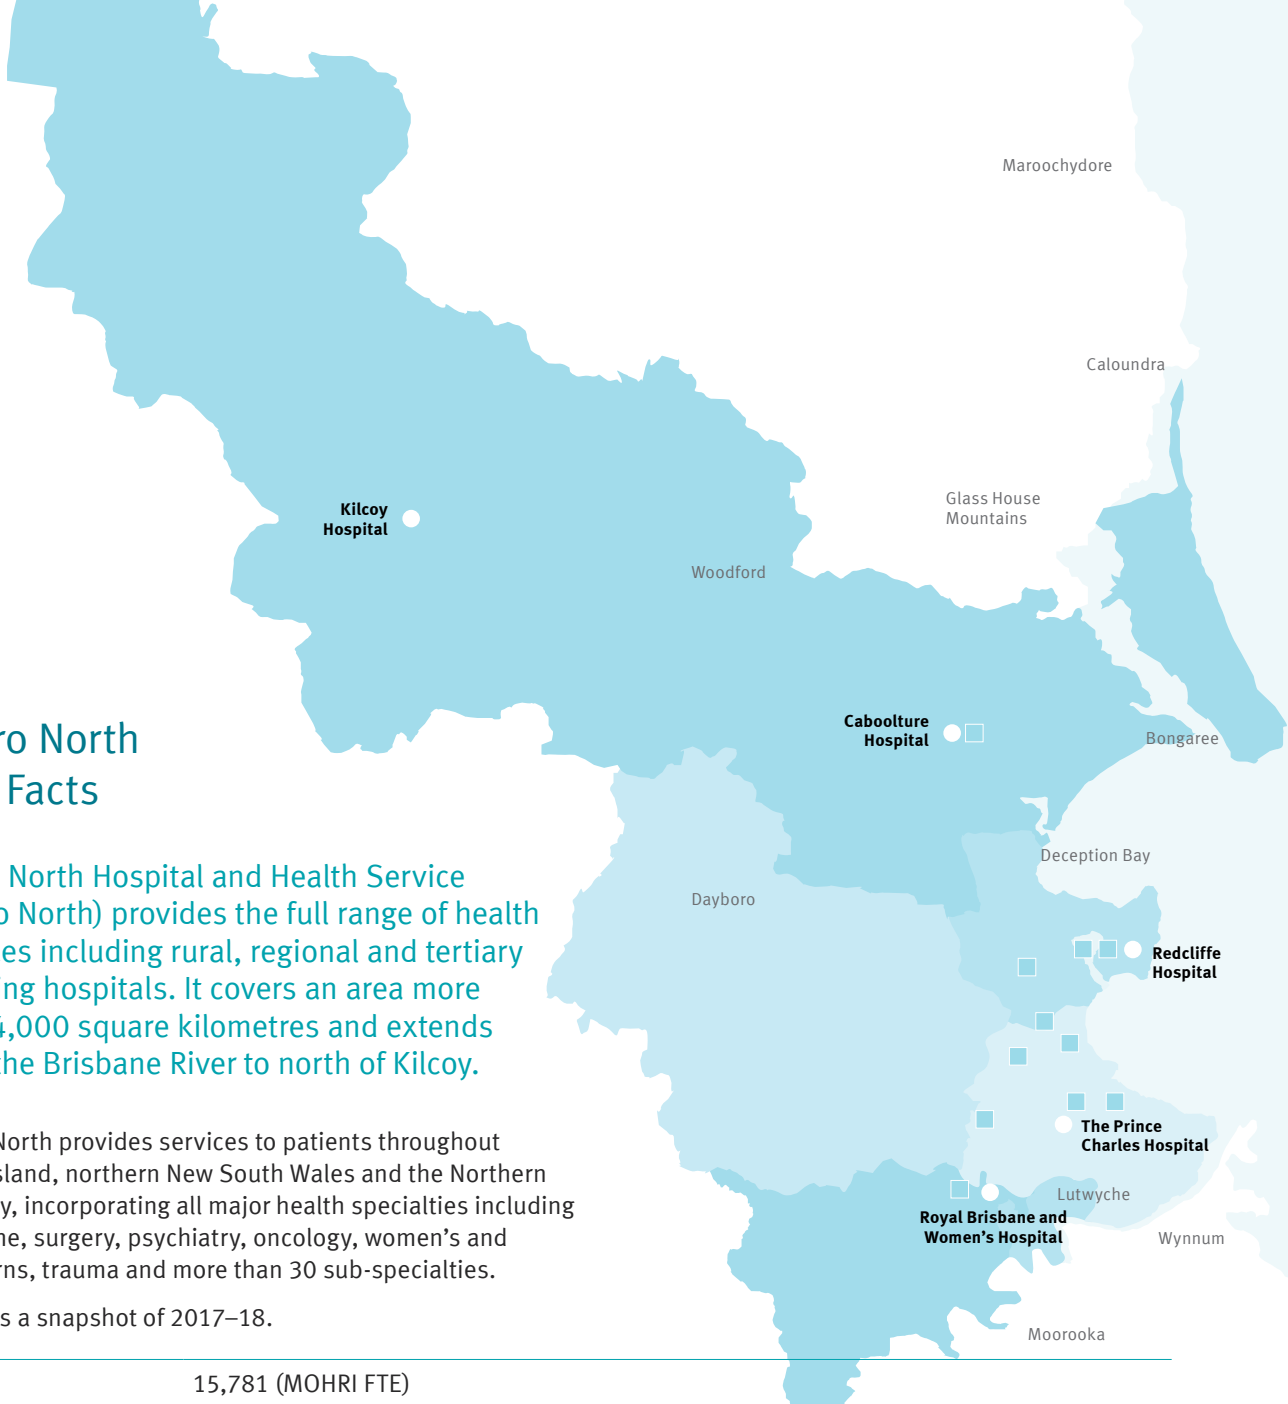 Maroochydore
Caloundra
Glass House
Mountains
Kilcoy
Hospital
Woodford
Caboolture
Hospital
Bongaree
Deception Bay
Dayboro
Redcliffe
Hospital
The Prince
Charles Hospital
Lutwyche
Royal Brisbane and
Women's Hospital
Wynnum
Moorooka
ro North
Facts
North Hospital and Health Service
o North) provides the full range of health
es including rural, regional and tertiary
ing hospitals. It covers an area more
4,000 square kilometres and extends
the Brisbane River to north of Kilcoy.
North provides services to patients throughout
sland, northern New South Wales and the Northern
y, incorporating all major health specialties including
ne, surgery, psychiatry, oncology, women's and
rns, trauma and more than 30 sub-specialties.
s a snapshot of 2017–18.
15,781 (MOHRI FTE)